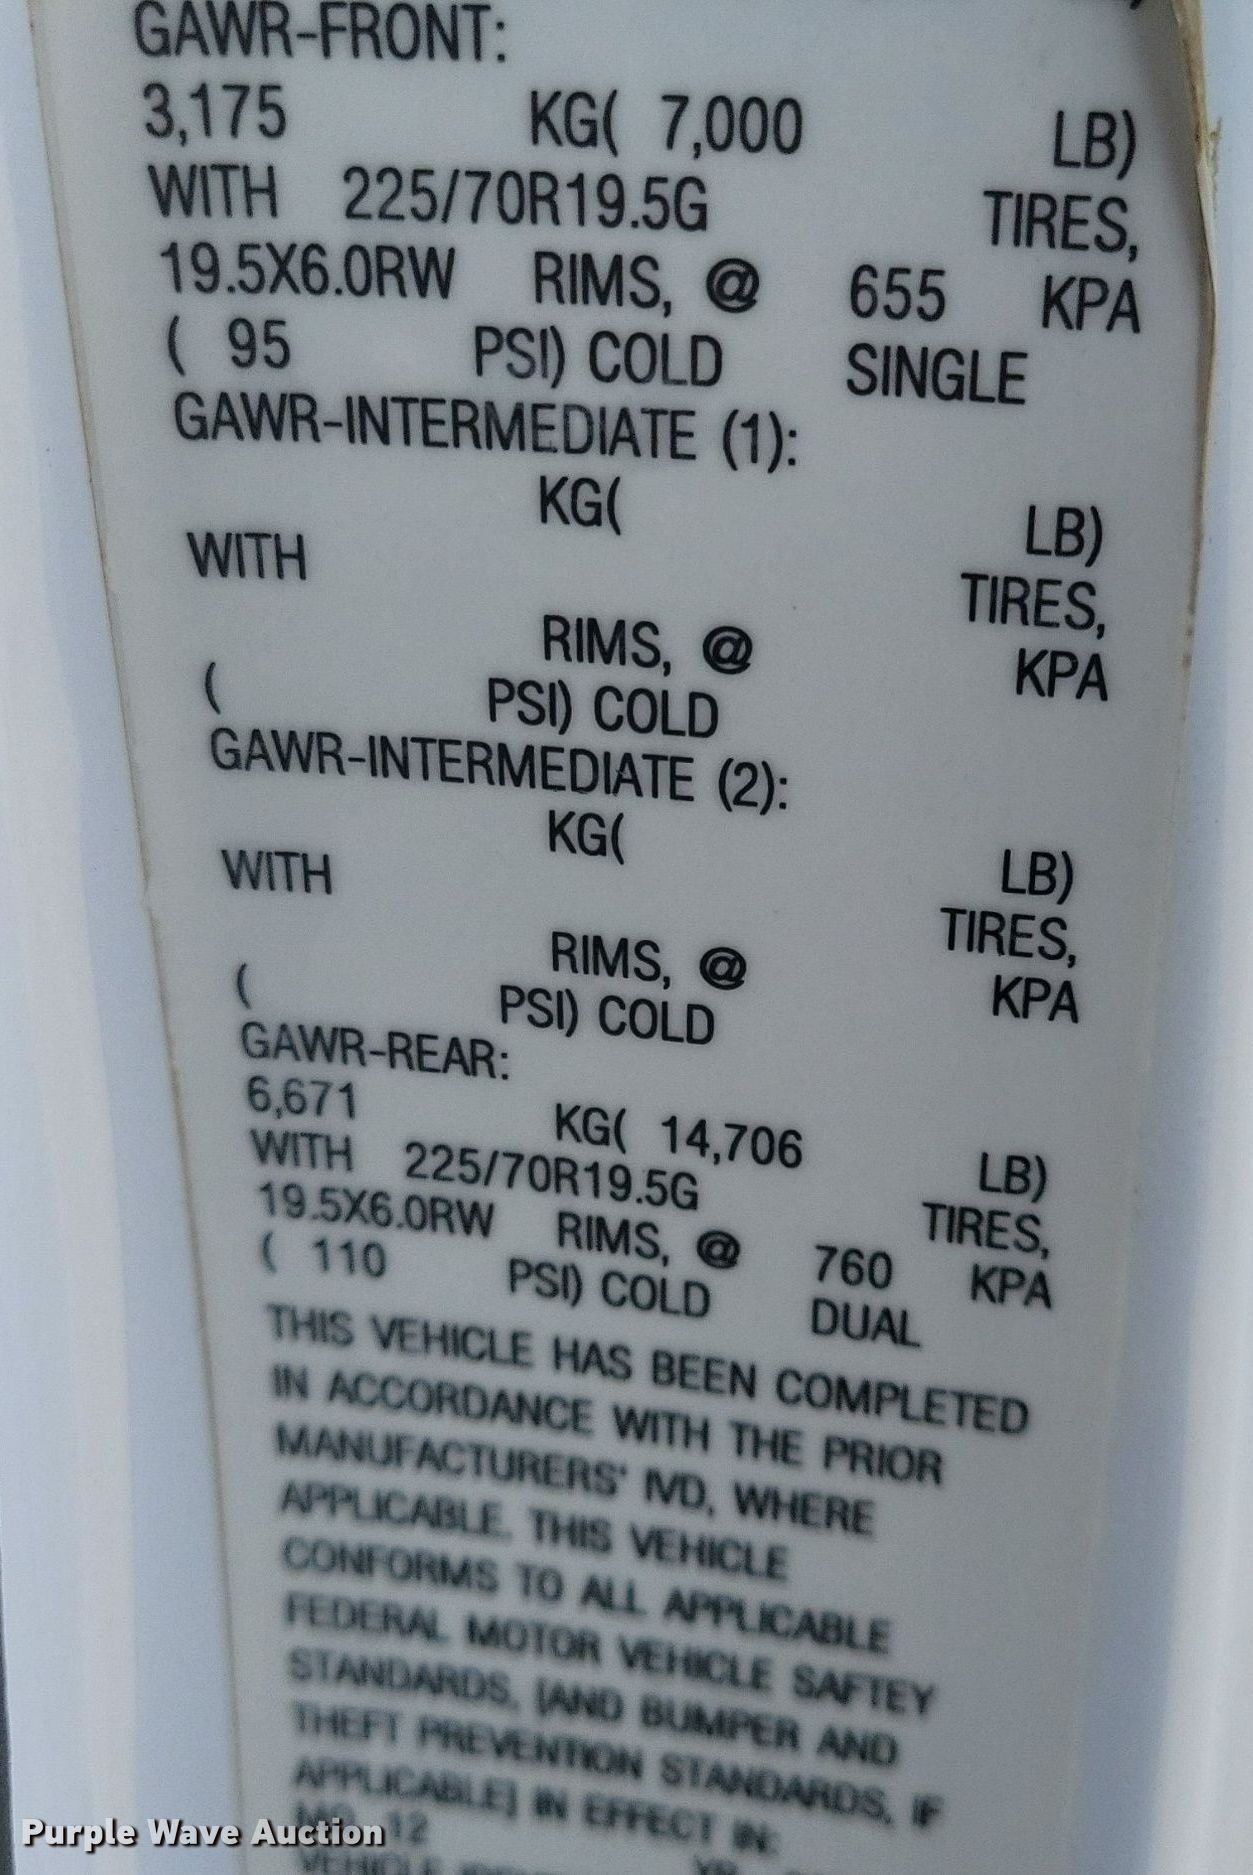 GAWR-FRONT:
3,175 KG( 7,000 LB)
WITH 225/70R19.5G TIRES,
19.5X6.0RW RIMS, @ 655 KPA
( 95 PSI) COLD SINGLE
GAWR-INTERMEDIATE (1):
KG( LB)
WITH TIRES,
RIMS, @ KPA
( PSI) COLD
GAWR-INTERMEDIATE (2):
KG( LB)
WITH TIRES,
RIMS, @ KPA
( PSI) COLD
GAWR-REAR:
6,671 KG( 14,706 LB)
WITH 225/70R19.5G TIRES,
19.5X6.0RW RIMS, @ 760 KPA
( 110 PSI) COLD DUAL
THIS VEHICLE HAS BEEN COMPLETED
IN ACCORDANCE WITH THE PRIOR
MANUFACTURERS' IVD, WHERE
APPLICABLE. THIS VEHICLE
CONFORMS TO ALL APPLICABLE
FEDERAL MOTOR VEHICLE SAFTEY
STANDARDS, [AND BUMPER AND
THEFT PREVENTION STANDARDS, IF
APPLICABLE] IN EFFECT IN:
MO 12
VEHICLE
Purple Wave Auction